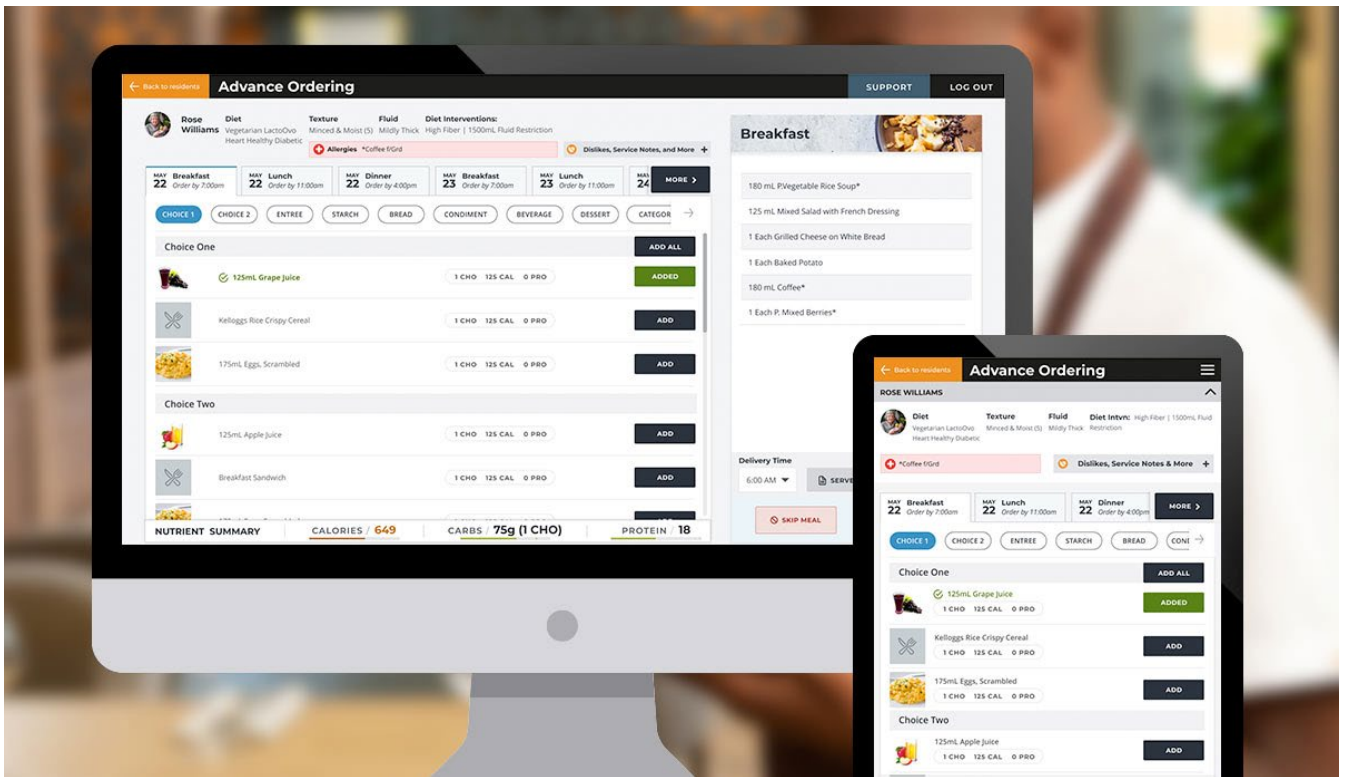 Back to residents Advance Ordering SUPPORT LOG OUT
Rose Williams
Diet
Vegetarian LactoOvo
Heart Healthy Diabetic
Texture
Minced & Moist (5)
Fluid
Mildly Thick
Diet Interventions:
High Fiber | 1500mL Fluid Restriction
Allergies *Coffee f/Grd
Dislikes, Service Notes, and More +
MAY 22 Breakfast Order by 7:00am
MAY 22 Lunch Order by 11:00am
MAY 22 Dinner Order by 4:00pm
MAY 23 Breakfast Order by 7:00am
MAY 23 Lunch Order by 11:00am
24
MORE >
CHOICE 1 CHOICE 2 ENTREE STARCH BREAD CONDIMENT BEVERAGE DESSERT CATEGOR
Choice One ADD ALL
125mL Grape Juice 1 CHO 125 CAL 0 PRO ADDED
Kelloggs Rice Crispy Cereal 1 CHO 125 CAL 0 PRO ADD
175mL Eggs, Scrambled 1 CHO 125 CAL 0 PRO ADD
Choice Two
125mL Apple Juice 1 CHO 125 CAL 0 PRO ADD
Breakfast Sandwich 1 CHO 125 CAL 0 PRO ADD
NUTRIENT SUMMARY CALORIES / 649 CARBS / 75g (1 CHO) PROTEIN / 18
Breakfast
180 mL P.Vegetable Rice Soup*
125 mL Mixed Salad with French Dressing
1 Each Grilled Cheese on White Bread
1 Each Baked Potato
180 mL Coffee*
1 Each P. Mixed Berries*
Delivery Time
6:00 AM SERVE
SKIP MEAL
Back to residents Advance Ordering
ROSE WILLIAMS
Diet
Vegetarian LactoOvo
Heart Healthy Diabetic
Texture
Minced & Moist (5)
Fluid
Mildly Thick
Diet Intvn: High Fiber | 1500mL Fluid
Restriction
*Coffee f/Grd
Dislikes, Service Notes & More +
MAY 22 Breakfast Order by 7:00am
MAY 22 Lunch Order by 11:00am
MAY 22 Dinner Order by 4:00pm
MORE >
CHOICE 1 CHOICE 2 ENTREE STARCH BREAD CONI
Choice One ADD ALL
125mL Grape Juice
1 CHO 125 CAL 0 PRO ADDED
Kelloggs Rice Crispy Cereal
1 CHO 125 CAL 0 PRO ADD
175mL Eggs, Scrambled
1 CHO 125 CAL 0 PRO ADD
Choice Two
125mL Apple Juice
1 CHO 125 CAL 0 PRO ADD